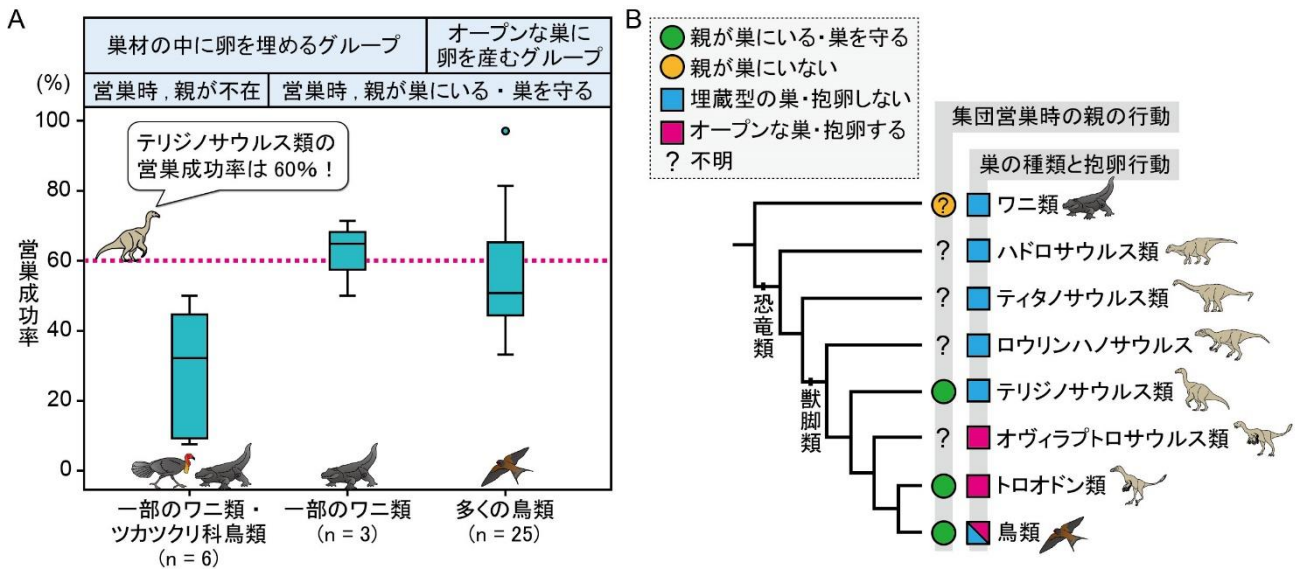 A
巣材の中に卵を埋めるグループ
オープンな巣に
卵を産むグループ
営巣時，親が不在
営巣時，親が巣にいる・巣を守る
(%)
100
80
60
40
20
0
営巣成功率
テリジノサウルス類の
営巣成功率は 60%！
一部のワニ類・
ツカツクリ科鳥類
(n = 6)
一部のワニ類
(n = 3)
多くの鳥類
(n = 25)
B
親が巣にいる・巣を守る
親が巣にいない
埋蔵型の巣・抱卵しない
オープンな巣・抱卵する
? 不明
集団営巣時の親の行動
巣の種類と抱卵行動
恐竜類
獣脚類
? ワニ類
? ハドロサウルス類
? ティタノサウルス類
? ロウリンハノサウルス
テリジノサウルス類
? オヴィラプトロサウルス類
トロオドン類
鳥類